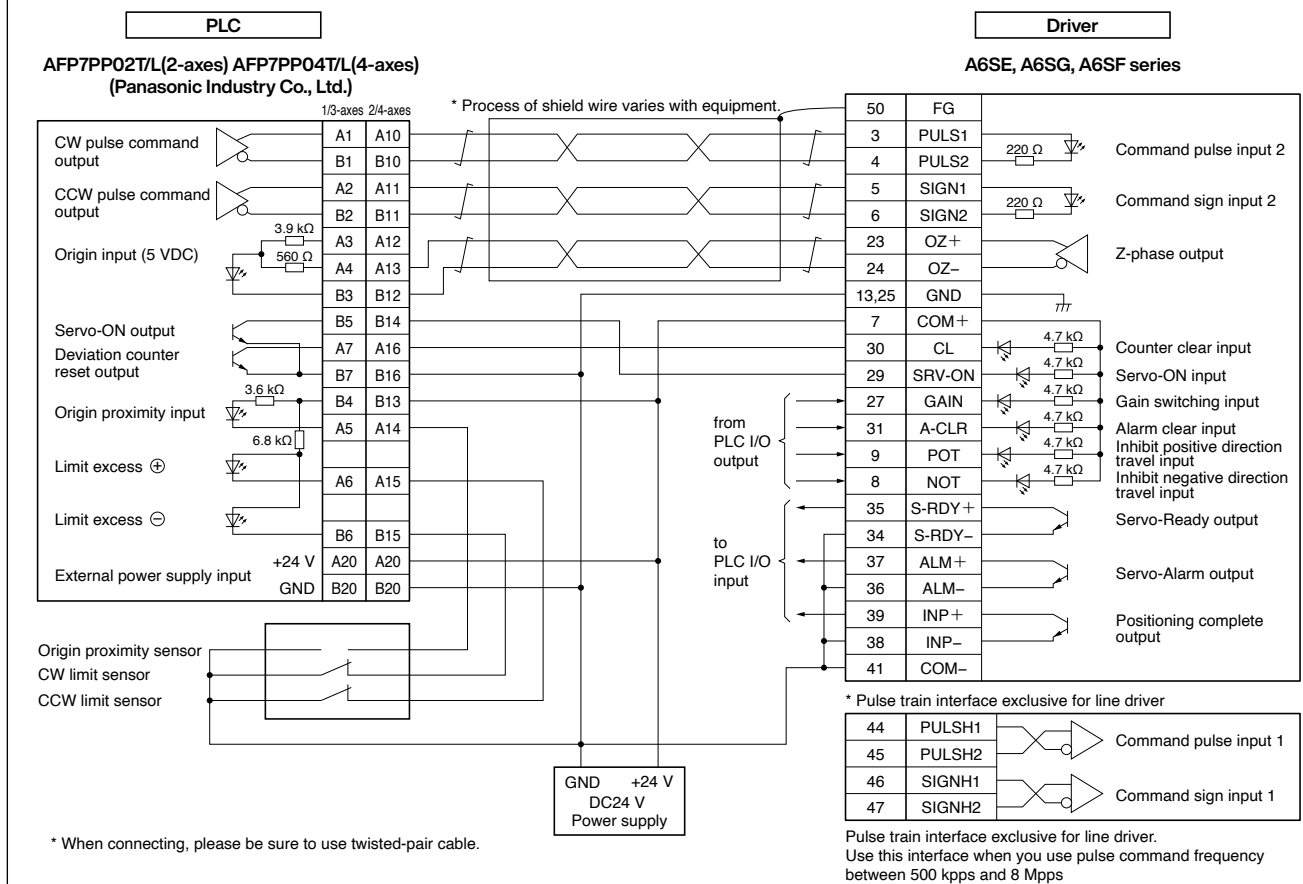 PLC
Driver
AFP7PP02T/L(2-axes) AFP7PP04T/L(4-axes)
(Panasonic Industry Co., Ltd.)
A6SE, A6SG, A6SF series
1/3-axes 2/4-axes
* Process of shield wire varies with equipment.
CW pulse command
output
CCW pulse command
output
Origin input (5 VDC)
3.9 kΩ
560 Ω
Servo-ON output
Deviation counter
reset output
Origin proximity input
3.6 kΩ
6.8 kΩ
Limit excess ⊕
Limit excess ⊖
External power supply input
+24 V
GND
A1 A10
B1 B10
A2 A11
B2 B11
A3 A12
A4 A13
B3 B12
B5 B14
A7 A16
B7 B16
B4 B13
A5 A14
A6 A15
B6 B15
A20 A20
B20 B20
Origin proximity sensor
CW limit sensor
CCW limit sensor
GND +24 V
DC24 V
Power supply
from
PLC I/O
output
to
PLC I/O
input
50 FG
3 PULS1
4 PULS2
5 SIGN1
6 SIGN2
23 OZ+
24 OZ−
13,25 GND
7 COM+
30 CL
29 SRV-ON
27 GAIN
31 A-CLR
9 POT
8 NOT
35 S-RDY+
34 S-RDY−
37 ALM+
36 ALM−
39 INP+
38 INP−
41 COM−
220 Ω
Command pulse input 2
220 Ω
Command sign input 2
Z-phase output
4.7 kΩ
Counter clear input
4.7 kΩ
Servo-ON input
4.7 kΩ
Gain switching input
4.7 kΩ
Alarm clear input
4.7 kΩ
Inhibit positive direction
travel input
4.7 kΩ
Inhibit negative direction
travel input
Servo-Ready output
Servo-Alarm output
Positioning complete
output
* Pulse train interface exclusive for line driver
44 PULSH1
45 PULSH2
46 SIGNH1
47 SIGNH2
Command pulse input 1
Command sign input 1
* When connecting, please be sure to use twisted-pair cable.
Pulse train interface exclusive for line driver.
Use this interface when you use pulse command frequency
between 500 kpps and 8 Mpps